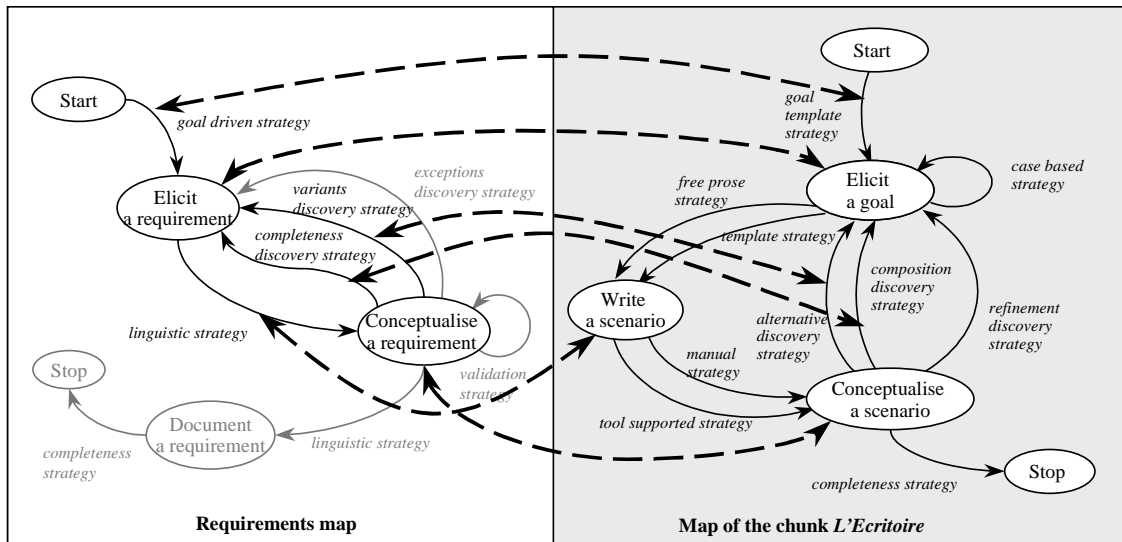 Start
goal driven strategy
Elicit
a requirement
variants
discovery strategy
exceptions
discovery strategy
completeness
discovery strategy
linguistic strategy
Conceptualise
a requirement
validation
strategy
Stop
Document
a requirement
linguistic strategy
completeness
strategy
Requirements map
Start
goal
template
strategy
Elicit
a goal
case based
strategy
free prose
strategy
template strategy
Write
a scenario
composition
discovery
strategy
alternative
discovery
strategy
refinement
discovery
strategy
manual
strategy
Conceptualise
a scenario
tool supported strategy
completeness strategy
Stop
Map of the chunk L'Ecritoire